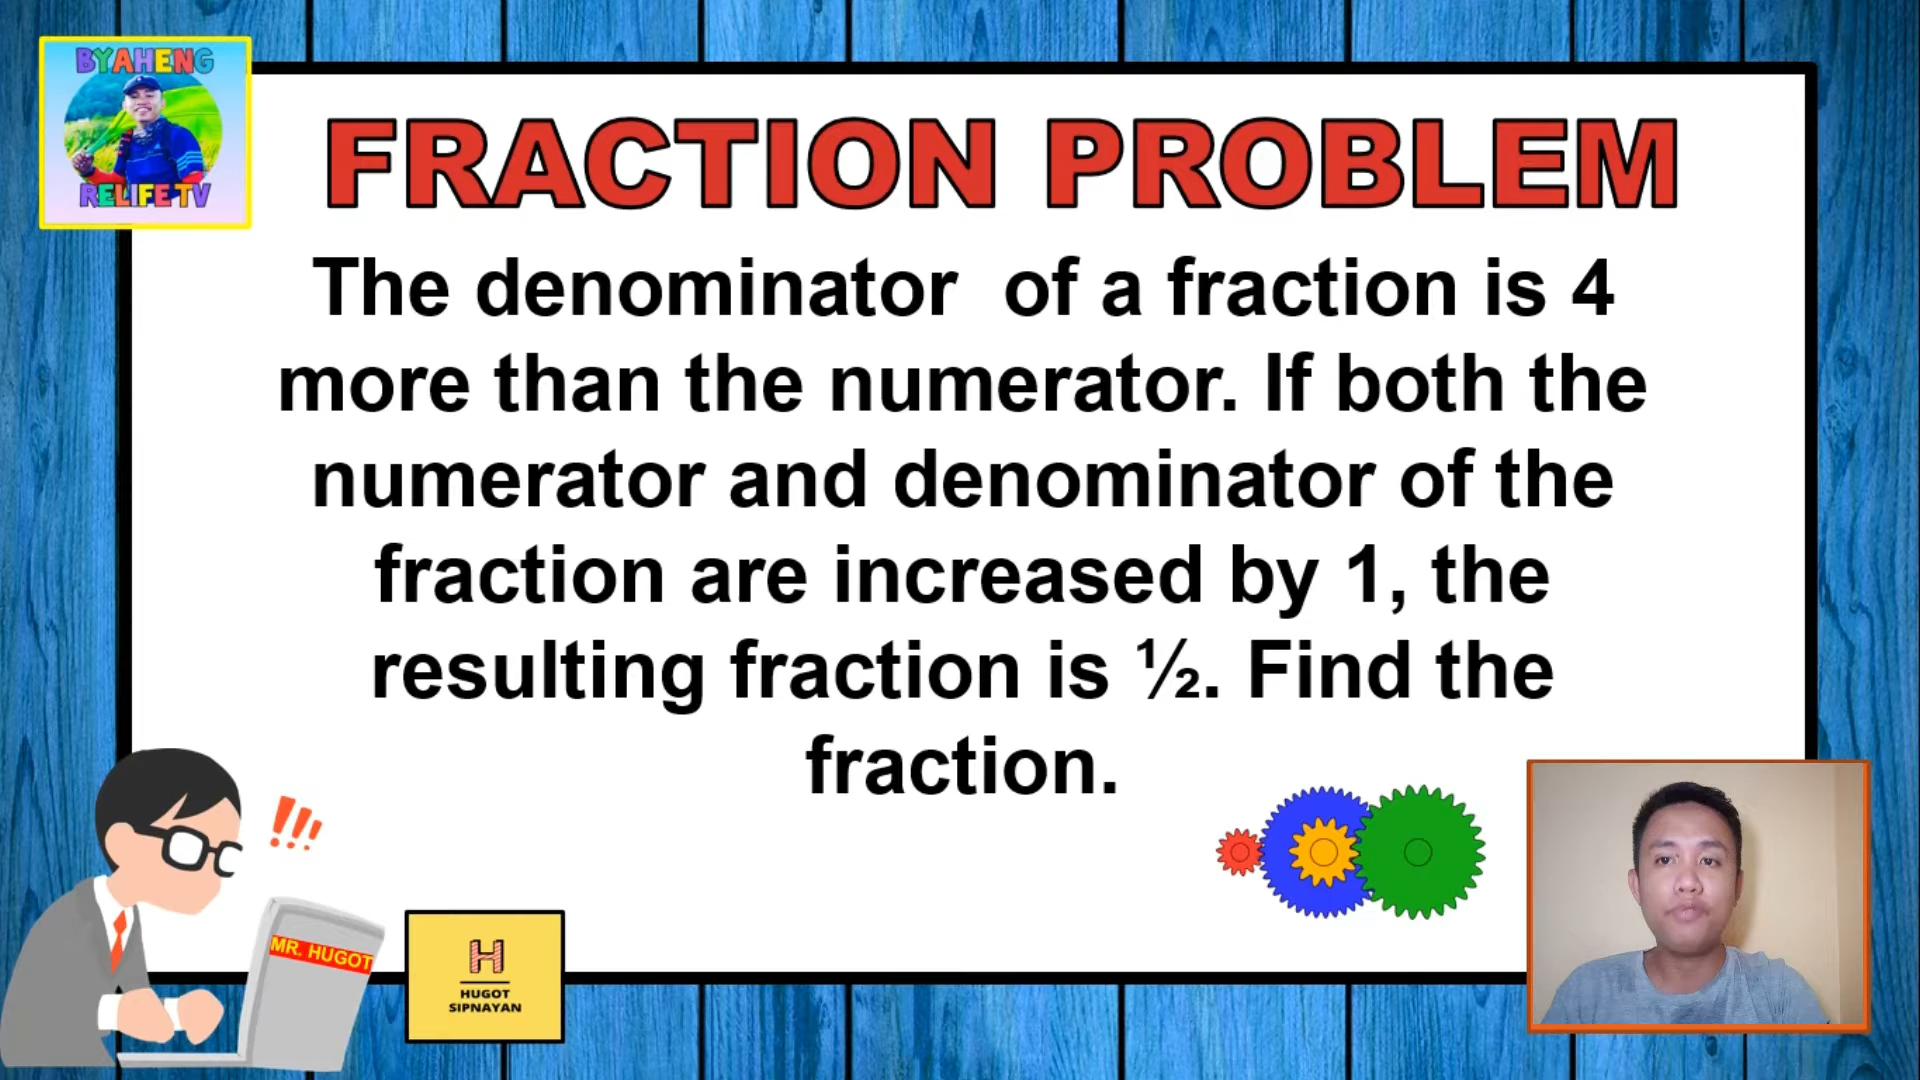 BYAHENG
RELIFE TV
FRACTION PROBLEM
The denominator of a fraction is 4
more than the numerator. If both the
numerator and denominator of the
fraction are increased by 1, the
resulting fraction is ½. Find the
fraction.
MR. HUGOT
H
HUGOT
SIPNAYAN